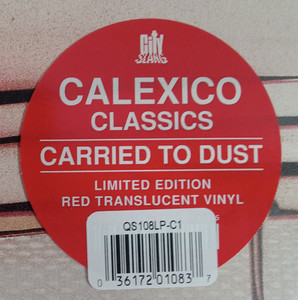 City
SLANG
CALEXICO
CLASSICS
CARRIED TO DUST
LIMITED EDITION
RED TRANSLUCENT VINYL
QS108LP-C1
0 36172 01083 7